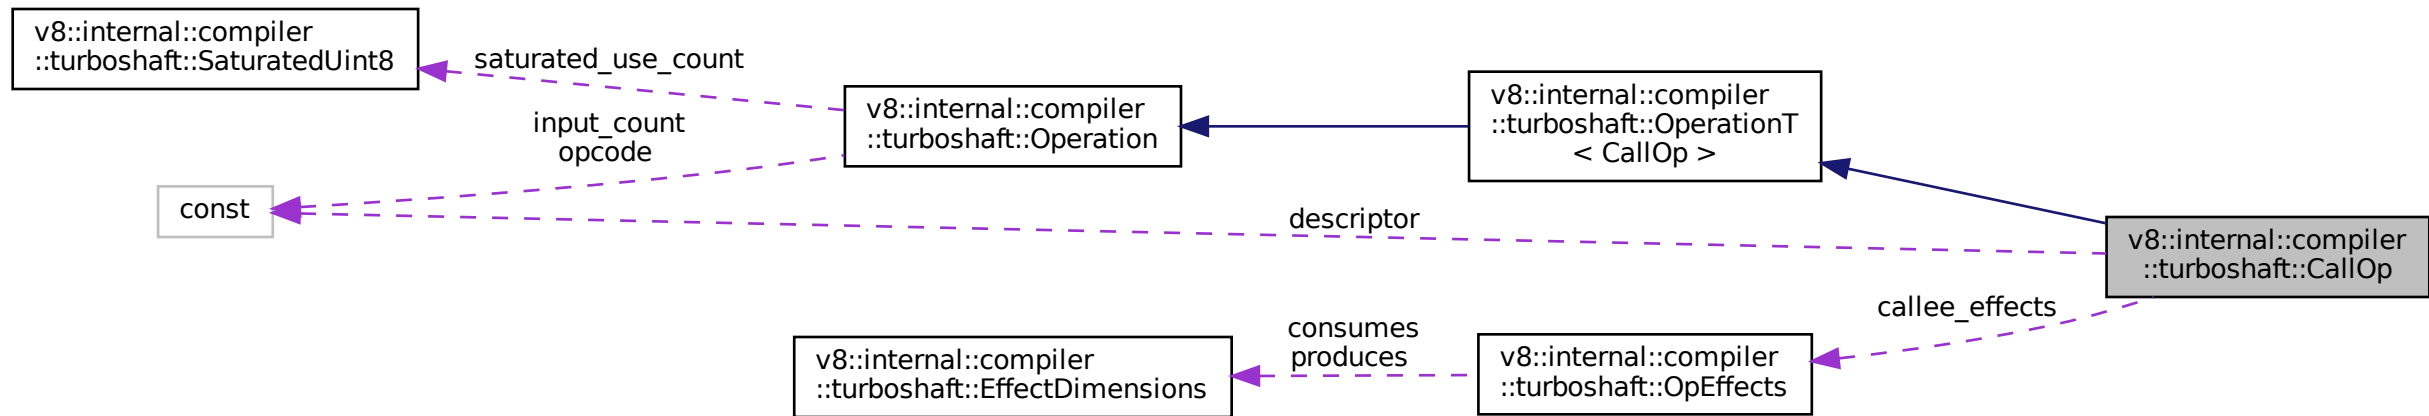 v8::internal::compiler
::turboshaft::SaturatedUint8
saturated_use_count
input_count
opcode
const
v8::internal::compiler
::turboshaft::Operation
v8::internal::compiler
::turboshaft::OperationT
< CallOp >
descriptor
v8::internal::compiler
::turboshaft::CallOp
callee_effects
v8::internal::compiler
::turboshaft::EffectDimensions
consumes
produces
v8::internal::compiler
::turboshaft::OpEffects